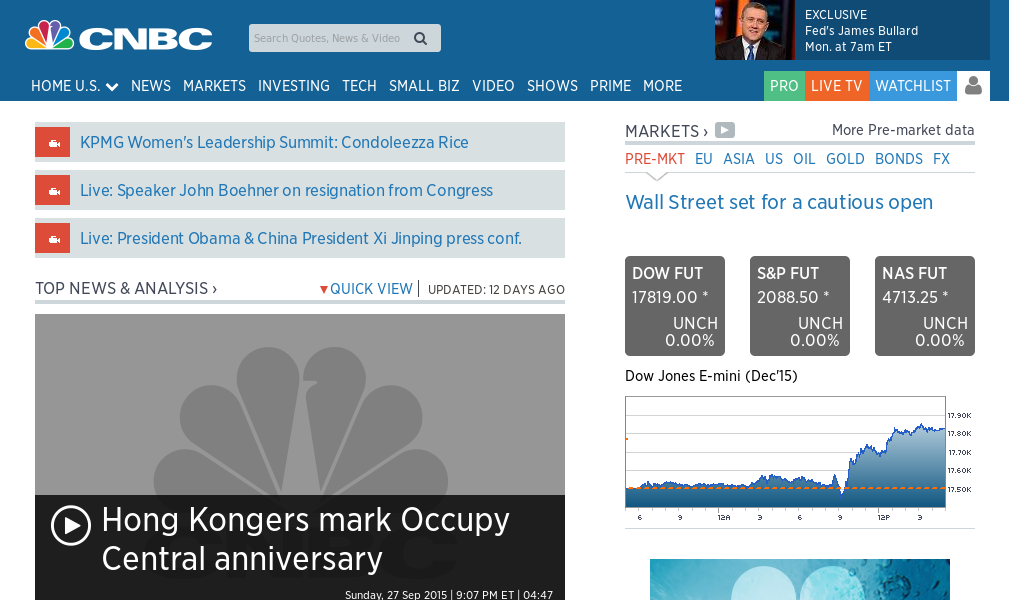 CNBC
Search Quotes, News & Video
EXCLUSIVE
Fed's James Bullard
Mon. at 7am ET
HOME U.S. NEWS MARKETS INVESTING TECH SMALL BIZ VIDEO SHOWS PRIME MORE
PRO LIVE TV WATCHLIST
KPMG Women's Leadership Summit: Condoleezza Rice
Live: Speaker John Boehner on resignation from Congress
Live: President Obama & China President Xi Jinping press conf.
TOP NEWS & ANALYSIS ›
▼QUICK VIEW | UPDATED: 12 DAYS AGO
Hong Kongers mark Occupy
Central anniversary
Sunday, 27 Sep 2015 | 9:07 PM ET | 04:47
MARKETS ›
More Pre-market data
PRE-MKT EU ASIA US OIL GOLD BONDS FX
Wall Street set for a cautious open
DOW FUT
17819.00 *
UNCH
0.00%
S&P FUT
2088.50 *
UNCH
0.00%
NAS FUT
4713.25 *
UNCH
0.00%
Dow Jones E-mini (Dec'15)
17.90K
17.80K
17.70K
17.60K
17.50K
6 9 12A 3 6 9 12P 3